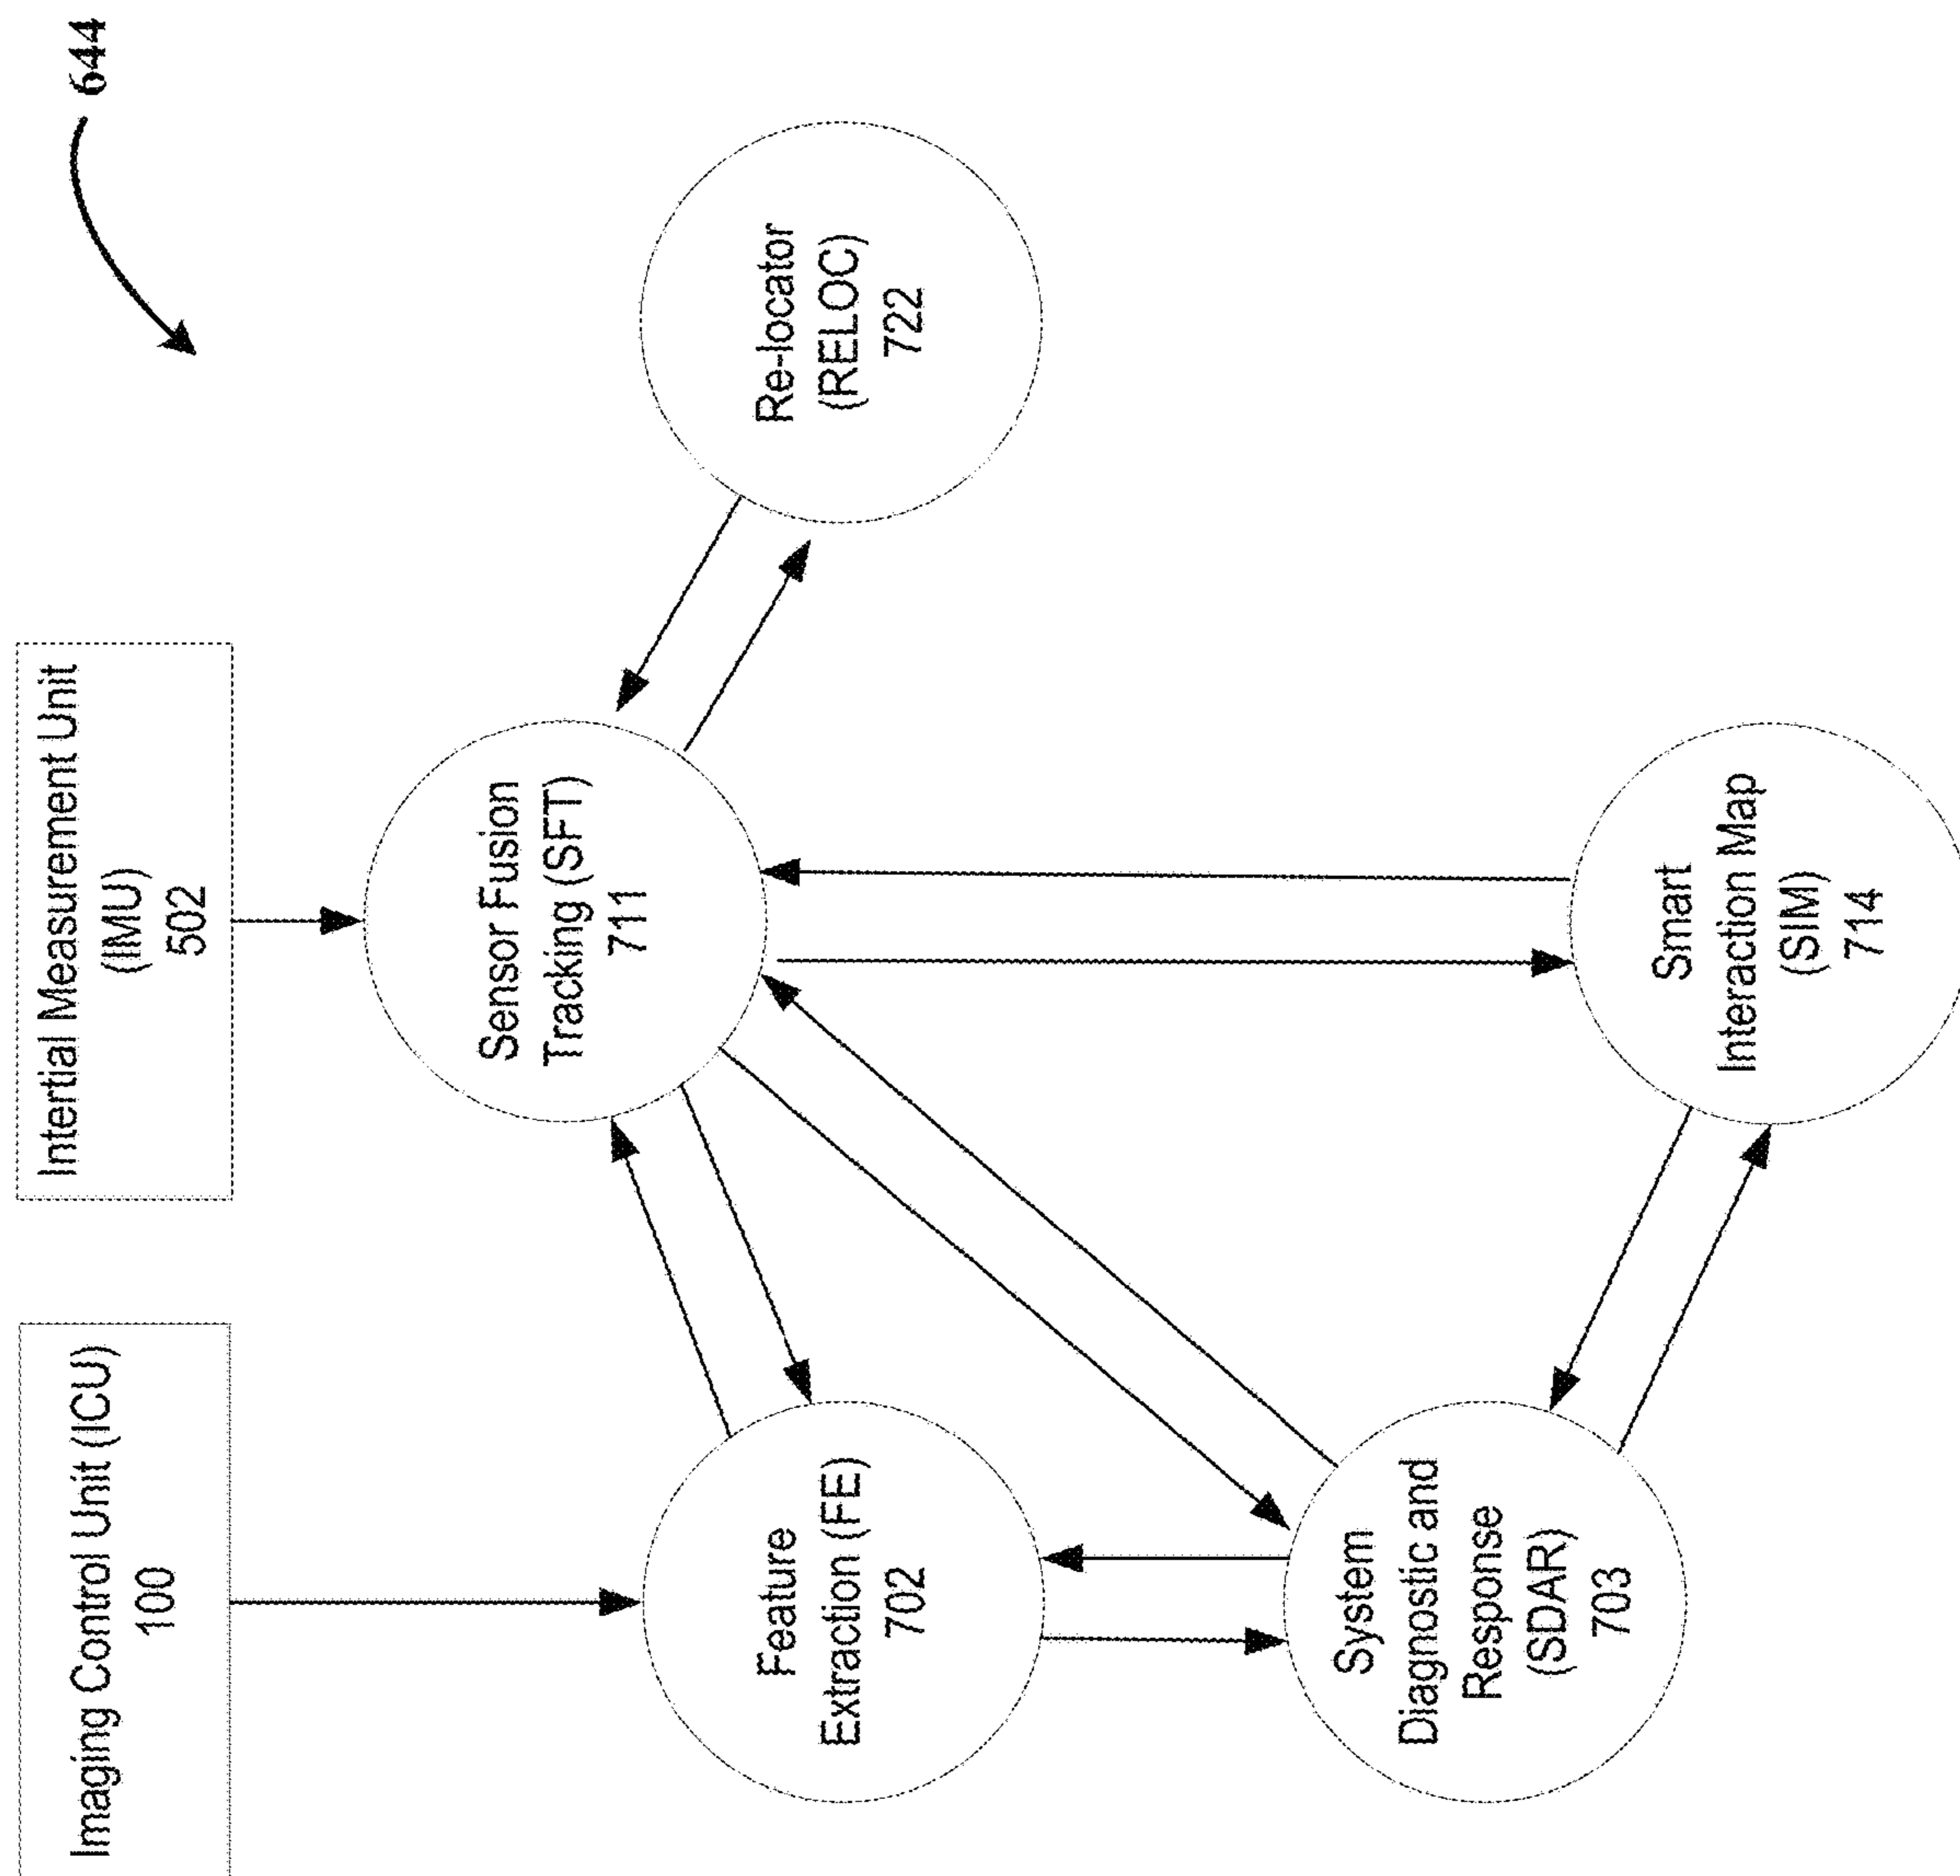 644
Imaging Control Unit (ICU)
100
Intertial Measurement Unit
(IMU)
502
Sensor Fusion
Tracking (SFT)
711
Feature
Extraction (FE)
702
Re-locator
(RELOC)
722
System
Diagnostic and
Response
(SDAR)
703
Smart
Interaction Map
(SIM)
714